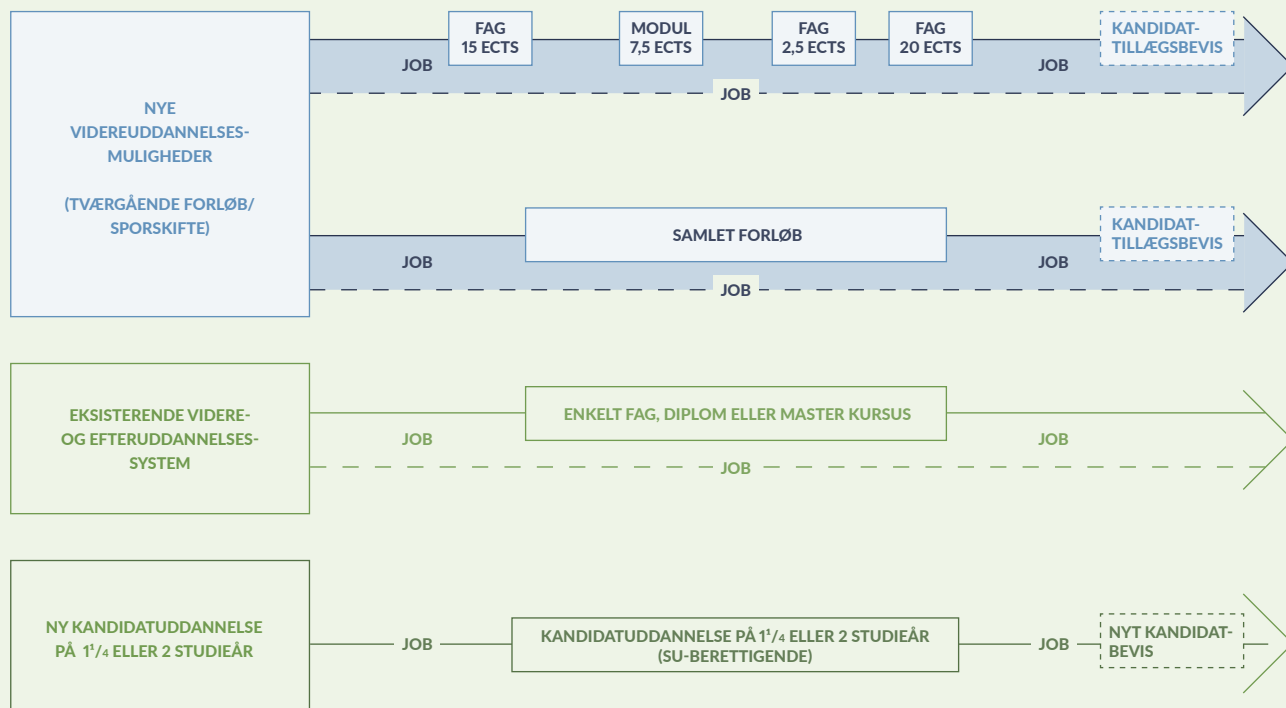 NYE
VIDEREUDDANNELSES-
MULIGHEDER
(TVÆRGÅENDE FORLØB/
SPORSKIFTE)
FAG
15 ECTS
MODUL
7,5 ECTS
FAG
2,5 ECTS
FAG
20 ECTS
KANDIDAT-
TILLÆGSBEVIS
JOB
JOB
JOB
SAMLET FORLØB
KANDIDAT-
TILLÆGSBEVIS
JOB
JOB
JOB
EKSISTERENDE VIDERE-
OG EFTERUDDANNELSES-
SYSTEM
ENKELT FAG, DIPLOM ELLER MASTER KURSUS
JOB
JOB
JOB
NY KANDIDATUDDANNELSE
PÅ 1¹/₄ ELLER 2 STUDIEÅR
JOB
KANDIDATUDDANNELSE PÅ 1¹/₄ ELLER 2 STUDIEÅR
(SU-BERETTIGENDE)
JOB
NYT KANDIDAT-
BEVIS